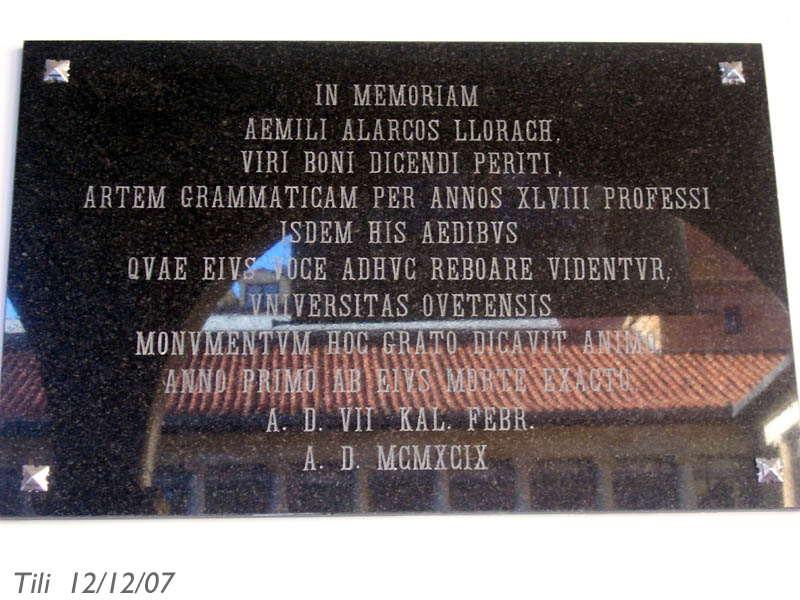 IN MEMORIAM
AEMILI ALARCOS LLORACH,
VIRI BONI DICENDI PERITI,
ARTEM GRAMMATICAM PER ANNOS XLVIII PROFESSI
ISDEM HIS AEDIBVS
QVAE EIVS VOCE ADHVC REBOARE VIDENTVR,
VNIVERSITAS OVETENSIS
MONVMENTVM HOC GRATO DICAVIT ANIMO,
ANNO PRIMO AB EIVS MORTE EXACTO,
A. D. VII KAL. FEBR.
A. D. MCMXCIX
Tili 12/12/07